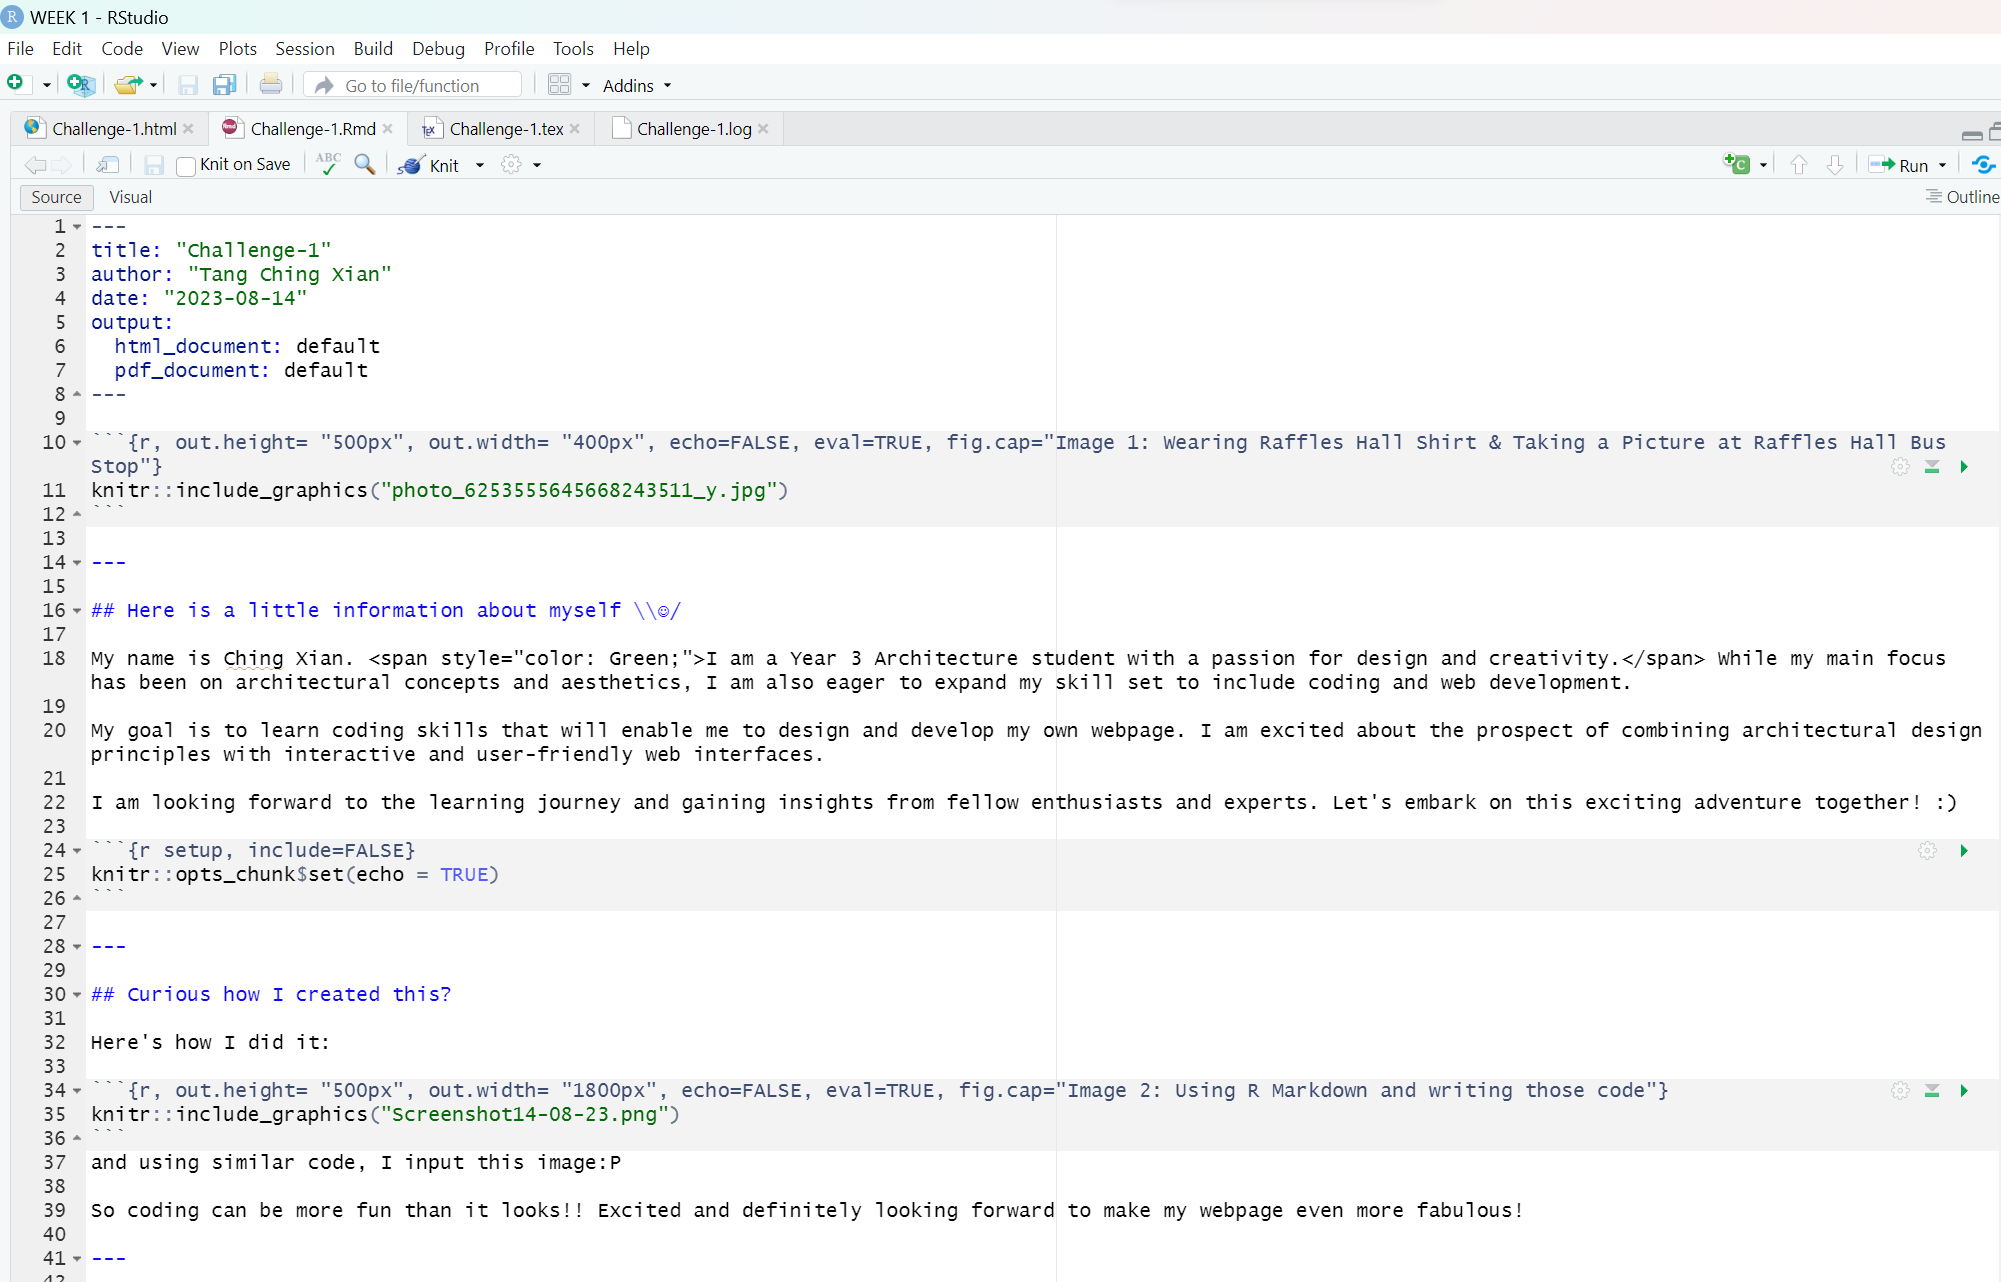 WEEK 1 - RStudio
File Edit Code View Plots Session Build Debug Profile Tools Help
Go to file/function Addins
Challenge-1.html Challenge-1.Rmd Challenge-1.tex Challenge-1.log
Knit on Save ABC Knit Run
Source Visual Outline
1 ---
2 title: "Challenge-1"
3 author: "Tang Ching Xian"
4 date: "2023-08-14"
5 output:
6   html_document: default
7   pdf_document: default
8 ---
9
10 ```{r, out.height= "500px", out.width= "400px", echo=FALSE, eval=TRUE, fig.cap="Image 1: Wearing Raffles Hall Shirt & Taking a Picture at Raffles Hall Bus
Stop"}
11 knitr::include_graphics("photo_6253555645668243511_y.jpg")
12 ```
13
14 ---
15
16 ## Here is a little information about myself \\☺/
17
18 My name is Ching Xian. <span style="color: Green;">I am a Year 3 Architecture student with a passion for design and creativity.</span> While my main focus
has been on architectural concepts and aesthetics, I am also eager to expand my skill set to include coding and web development.
19
20 My goal is to learn coding skills that will enable me to design and develop my own webpage. I am excited about the prospect of combining architectural design
principles with interactive and user-friendly web interfaces.
21
22 I am looking forward to the learning journey and gaining insights from fellow enthusiasts and experts. Let's embark on this exciting adventure together! :)
23
24 ```{r setup, include=FALSE}
25 knitr::opts_chunk$set(echo = TRUE)
26 ```
27
28 ---
29
30 ## Curious how I created this?
31
32 Here's how I did it:
33
34 ```{r, out.height= "500px", out.width= "1800px", echo=FALSE, eval=TRUE, fig.cap="Image 2: Using R Markdown and writing those code"}
35 knitr::include_graphics("Screenshot14-08-23.png")
36 ```
37 and using similar code, I input this image:P
38
39 So coding can be more fun than it looks!! Excited and definitely looking forward to make my webpage even more fabulous!
40
41 ---
42